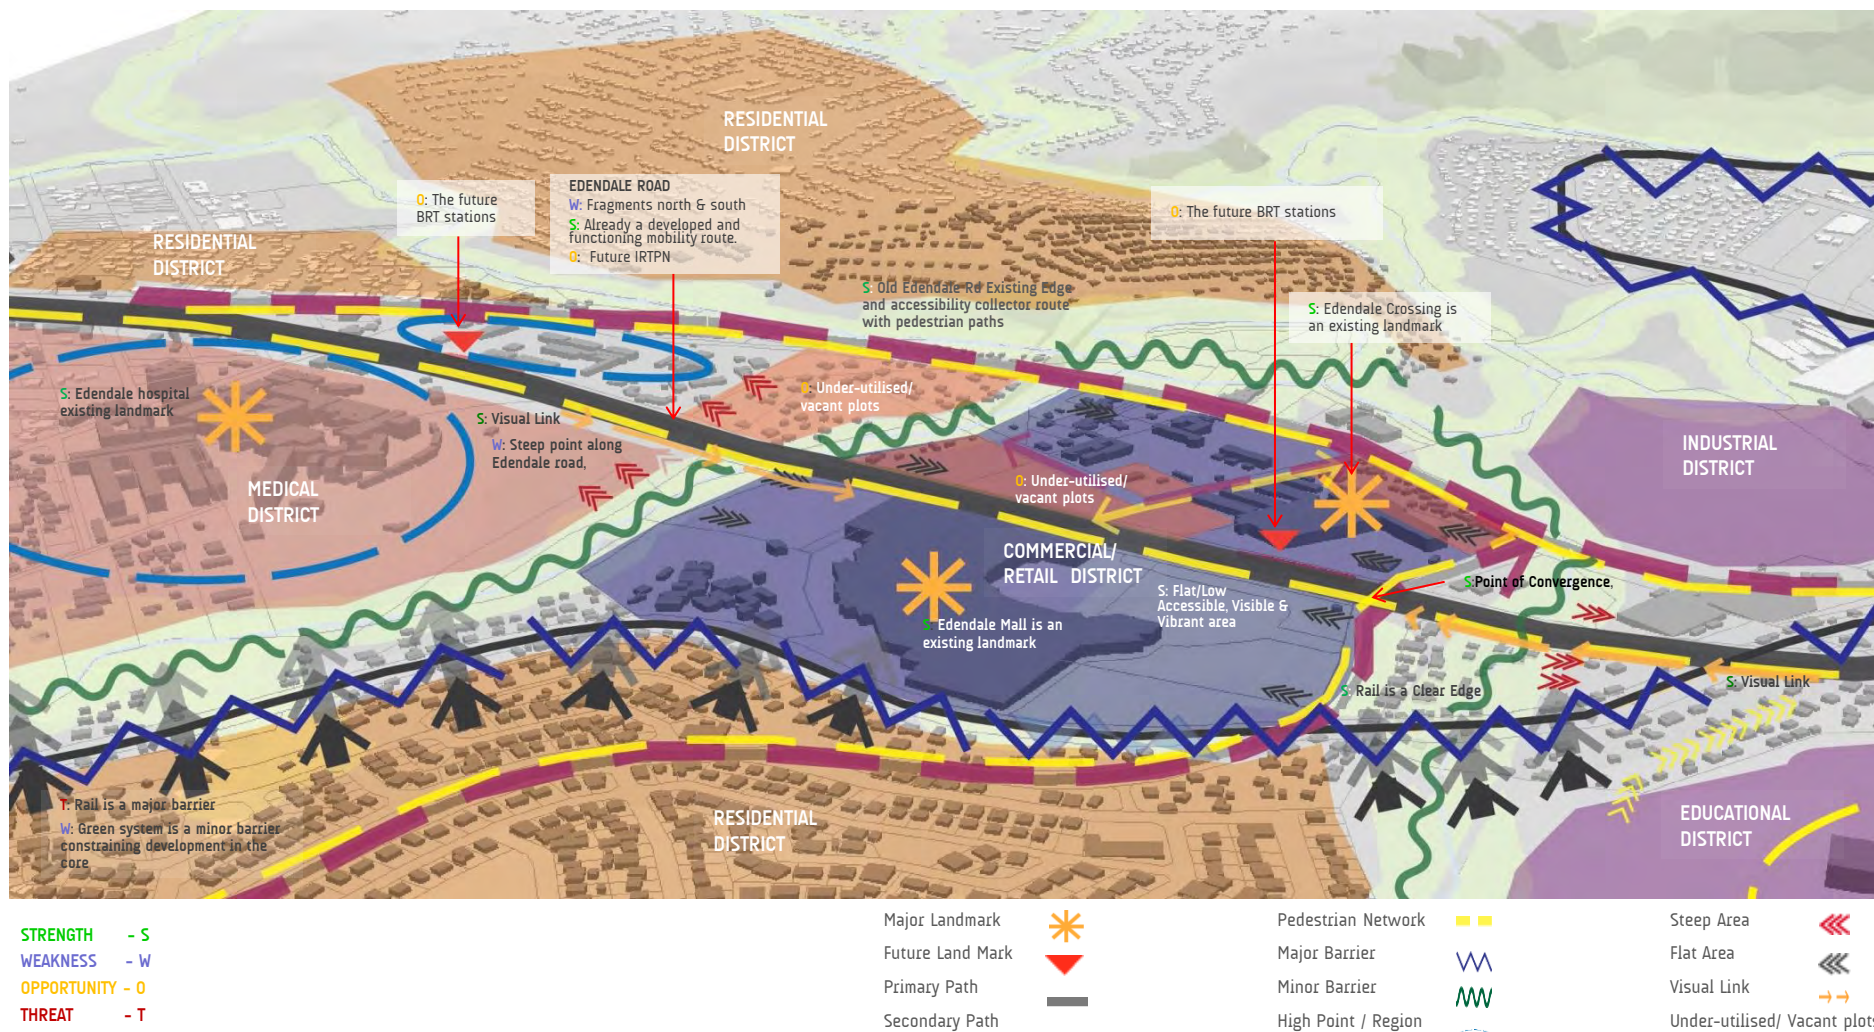 RESIDENTIAL
DISTRICT
O: The future
BRT stations
EDENDALE ROAD
W: Fragments north & south
S: Already a developed and
functioning mobility route.
O: Future IRTPN
O: The future BRT stations
RESIDENTIAL
DISTRICT
S: Old Edendale Rd Existing Edge
and accessibility collector route
with pedestrian paths
S: Edendale Crossing is
an existing landmark
S: Edendale hospital
existing landmark
O: Under-utilised/
vacant plots
S: Visual Link
W: Steep point along
Edendale road,
INDUSTRIAL
DISTRICT
MEDICAL
DISTRICT
O: Under-utilised/
vacant plots
COMMERCIAL/
RETAIL DISTRICT
S: Flat/Low
Accessible, Visible &
Vibrant area
S:Point of Convergence,
S: Edendale Mall is an
existing landmark
S: Rail is a Clear Edge
S: Visual Link
T: Rail is a major barrier
W: Green system is a minor barrier
constraining development in the
core
RESIDENTIAL
DISTRICT
EDUCATIONAL
DISTRICT
STRENGTH - S
WEAKNESS - W
OPPORTUNITY - O
THREAT - T
Major Landmark
Future Land Mark
Primary Path
Secondary Path
Pedestrian Network
Major Barrier
Minor Barrier
High Point / Region
Steep Area
Flat Area
Visual Link
Under-utilised/ Vacant plots